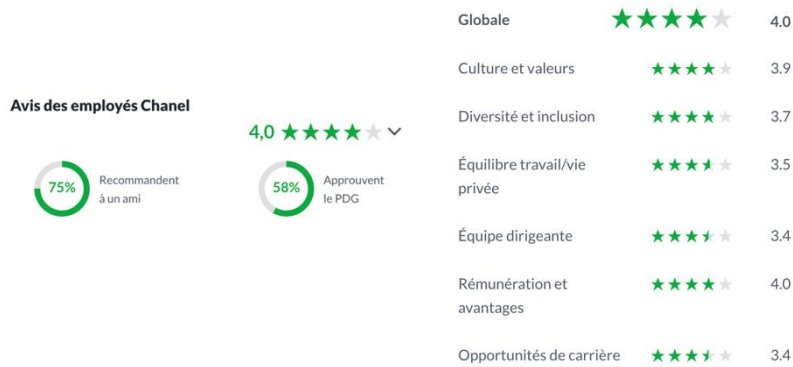 Avis des employés Chanel
4,0
75%
Recommandent
à un ami
58%
Approuvent
le PDG
Globale 4.0
Culture et valeurs 3.9
Diversité et inclusion 3.7
Équilibre travail/vie
privée 3.5
Équipe dirigeante 3.4
Rémunération et
avantages 4.0
Opportunités de carrière 3.4